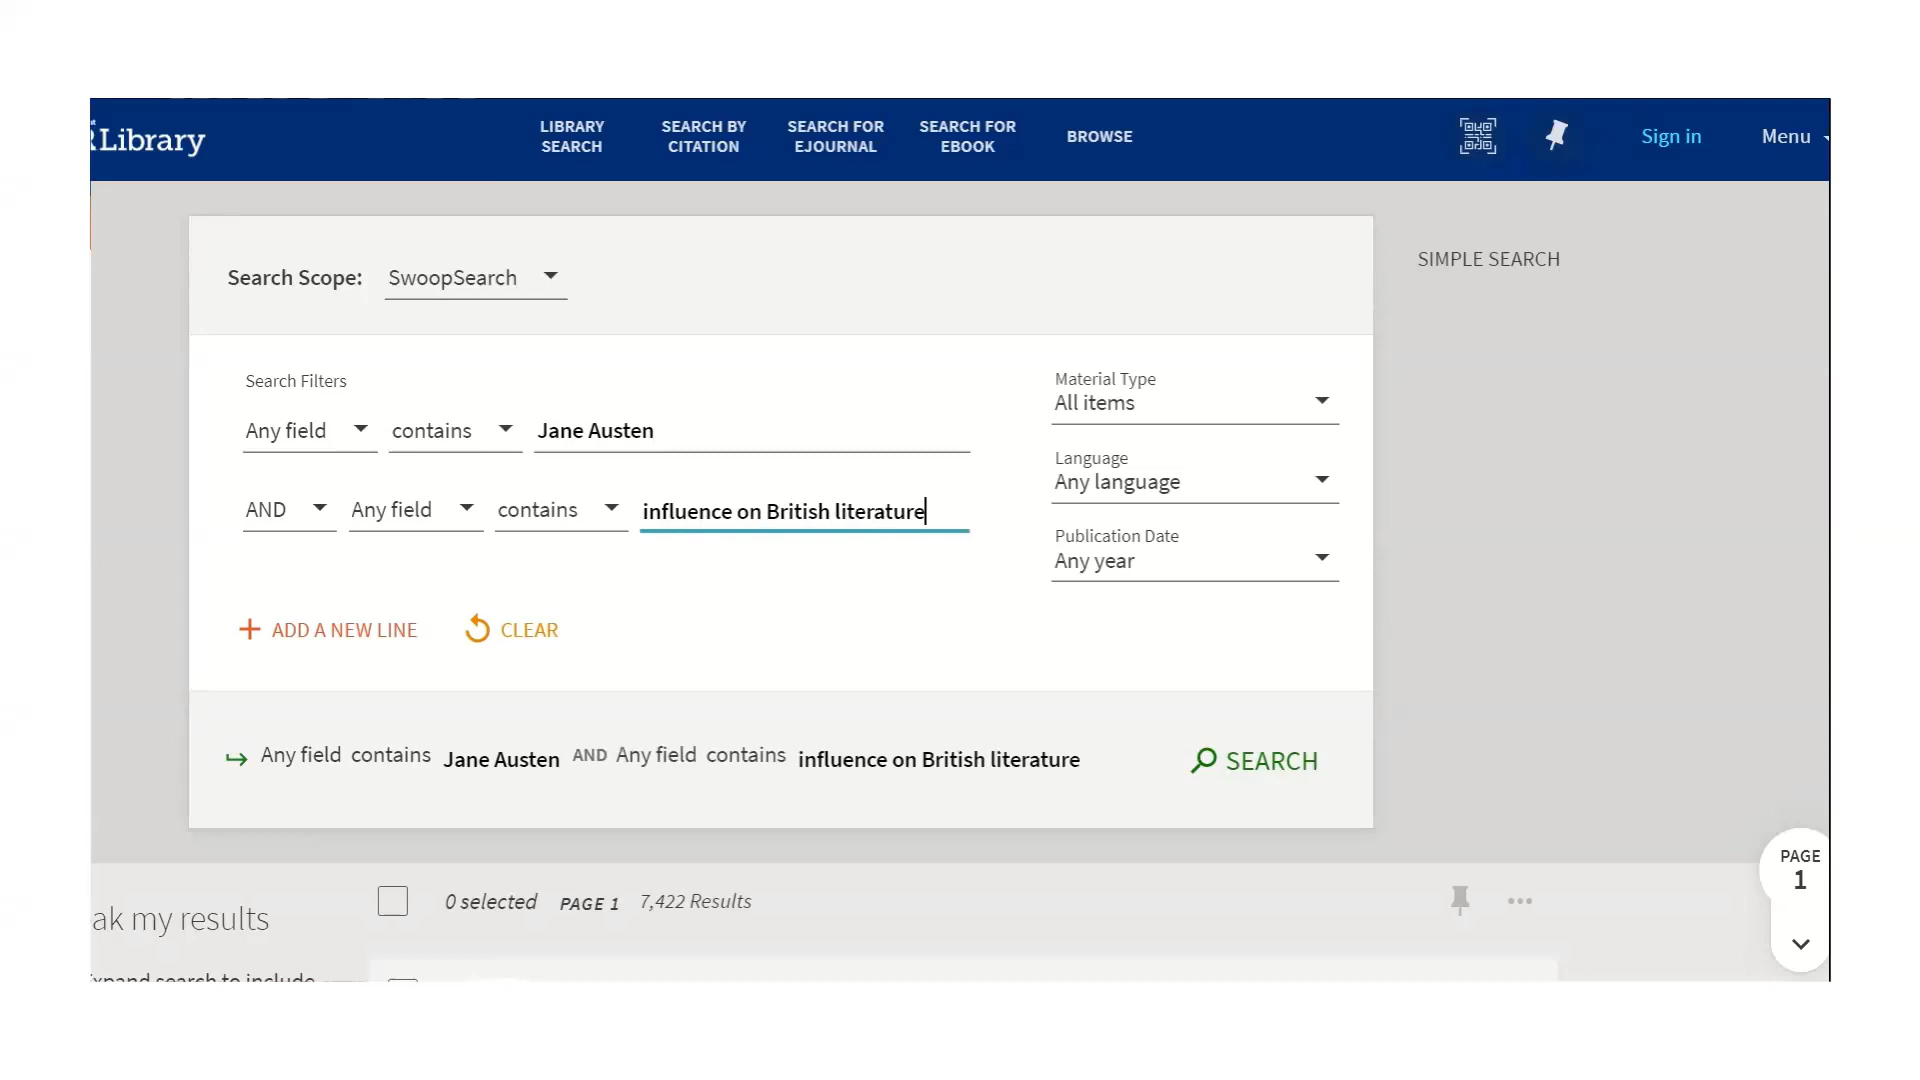 Library
LIBRARY SEARCH
SEARCH BY CITATION
SEARCH FOR EJOURNAL
SEARCH FOR EBOOK
BROWSE
Sign in
Menu
Search Scope: SwoopSearch
SIMPLE SEARCH
Search Filters
Any field contains Jane Austen
AND Any field contains influence on British literature
Material Type
All items
Language
Any language
Publication Date
Any year
ADD A NEW LINE
CLEAR
Any field contains Jane Austen AND Any field contains influence on British literature
SEARCH
PAGE
1
ak my results
0 selected PAGE 1 7,422 Results
xpand search to include